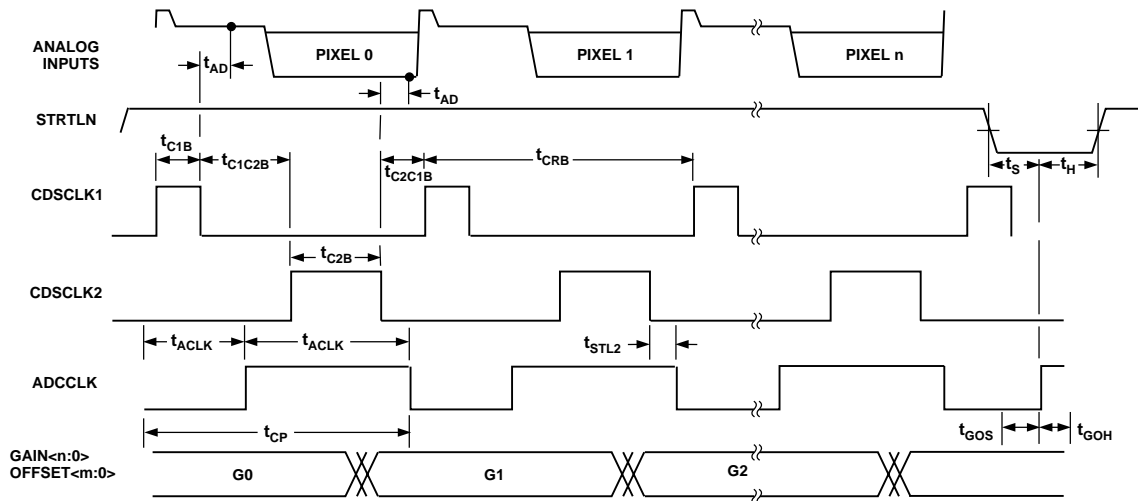 ANALOG
INPUTS
PIXEL 0
PIXEL 1
PIXEL n
tAD
tAD
STRTLN
tC1B
tC1C2B
tC2C1B
tCRB
tS
tH
CDSCLK1
tC2B
CDSCLK2
tACLK
tACLK
tSTL2
ADCCLK
tCP
tGOS
tGOH
GAIN<n:0>
OFFSET<m:0>
G0
G1
G2